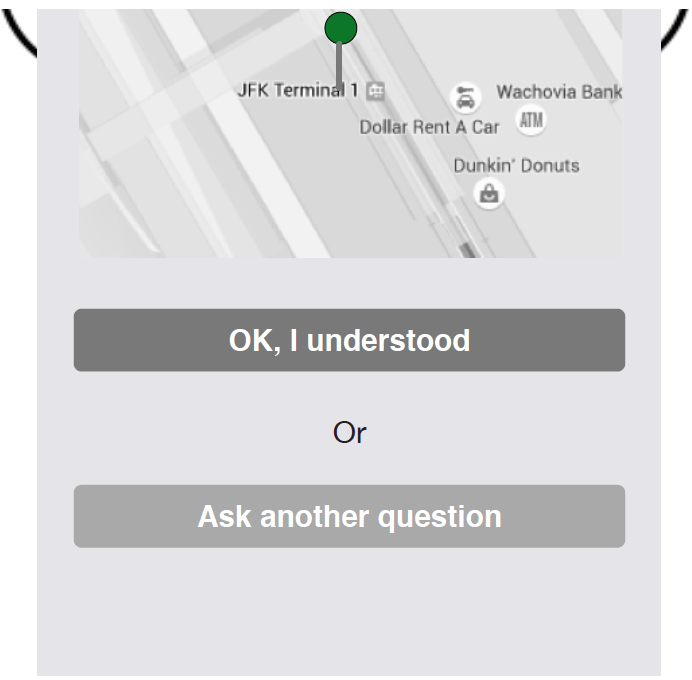 JFK Terminal 1
Wachovia Bank
ATM
Dollar Rent A Car
Dunkin' Donuts
OK, I understood
Or
Ask another question